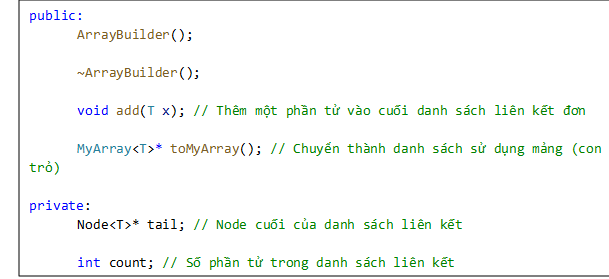 public:
ArrayBuilder();
~ArrayBuilder();
void add(T x); // Thêm một phần tử vào cuối danh sách liên kết đơn
MyArray<T>* toMyArray(); // Chuyển thành danh sách sử dụng mảng (con
trỏ)
private:
Node<T>* tail; // Node cuối của danh sách liên kết
int count; // Số phần tử trong danh sách liên kết